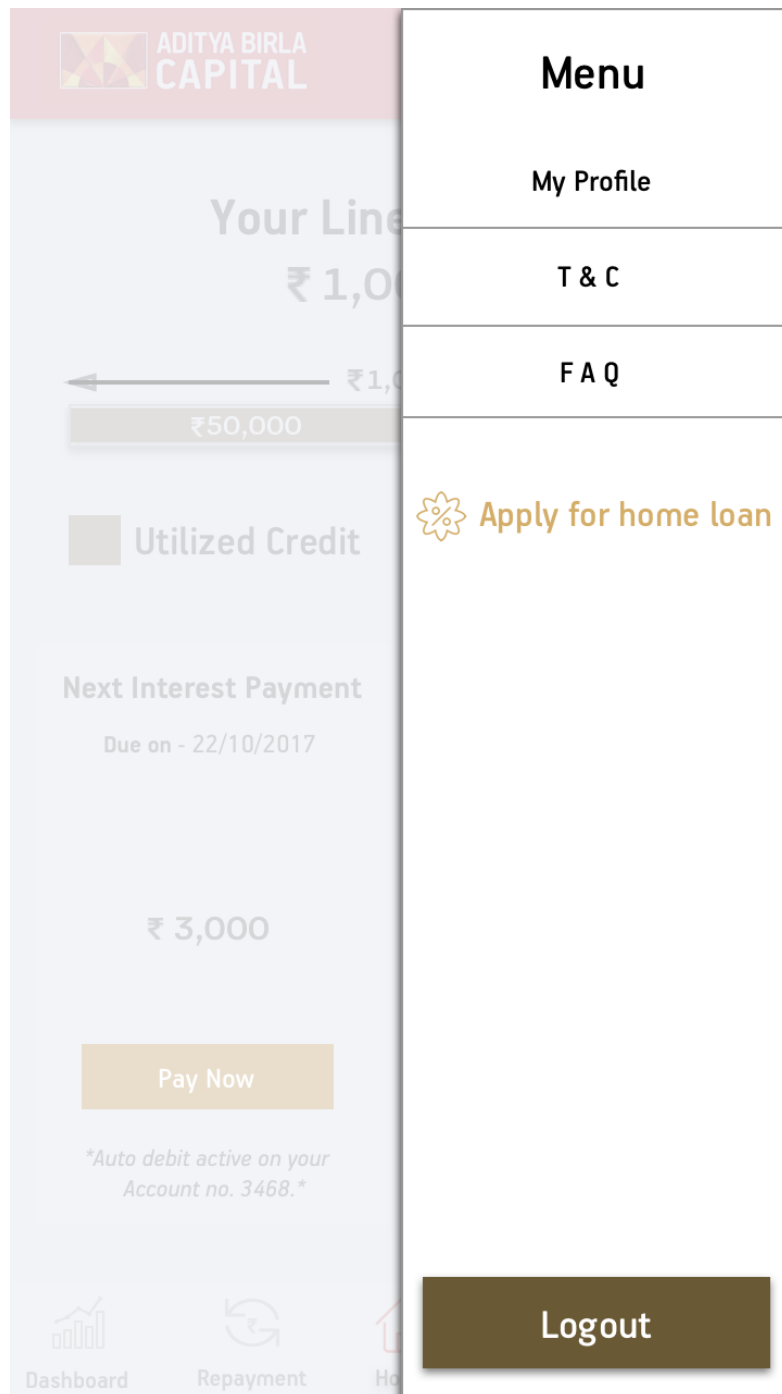 ADITYA BIRLA
CAPITAL
Menu
My Profile
T & C
F A Q
Apply for home loan
Logout
Your Line
₹ 1,0
₹1,
₹50,000
Utilized Credit
Next Interest Payment
Due on - 22/10/2017
₹ 3,000
Pay Now
*Auto debit active on your
Account no. 3468.*
Dashboard
Repayment